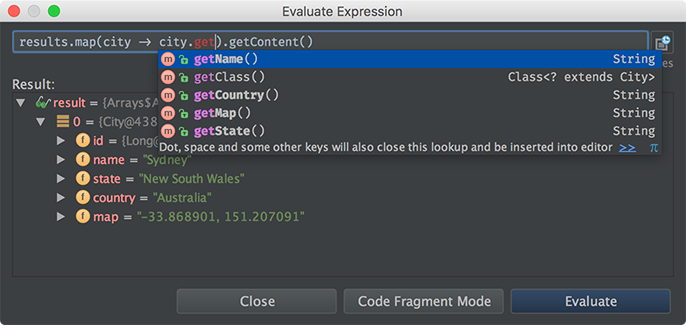 Evaluate Expression
results.map(city → city.get).getContent()
getName() String
es
getClass() Class<? extends City>
Result:
getCountry() String
result = {Arrays$A
getMap() String
0 = {City@438
getState() String
id = {Long@
Dot, space and some other keys will also close this lookup and be inserted into editor >> π
name = "Sydney"
state = "New South Wales"
country = "Australia"
map = "-33.868901, 151.207091"
Close Code Fragment Mode Evaluate